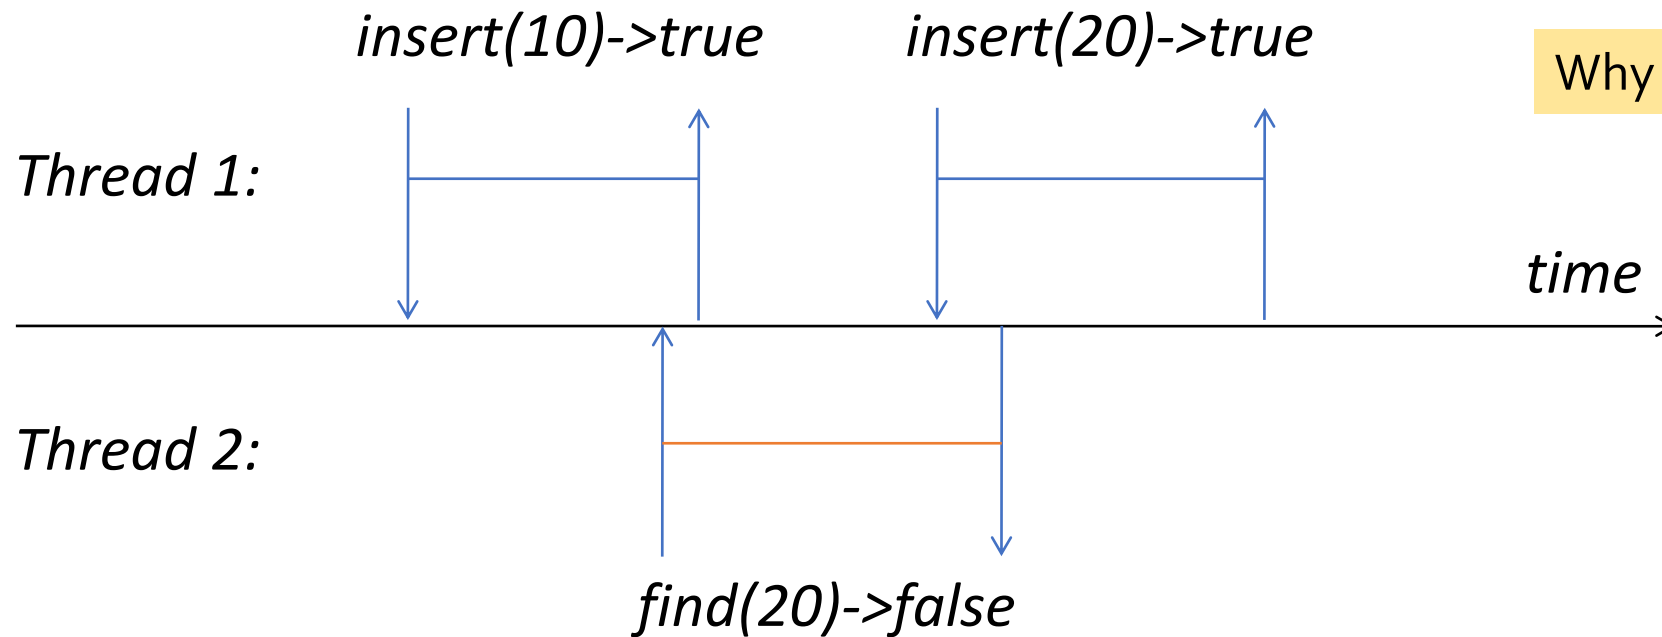 insert(10)->true
insert(20)->true
Why
Thread 1:
time
Thread 2:
find(20)->false